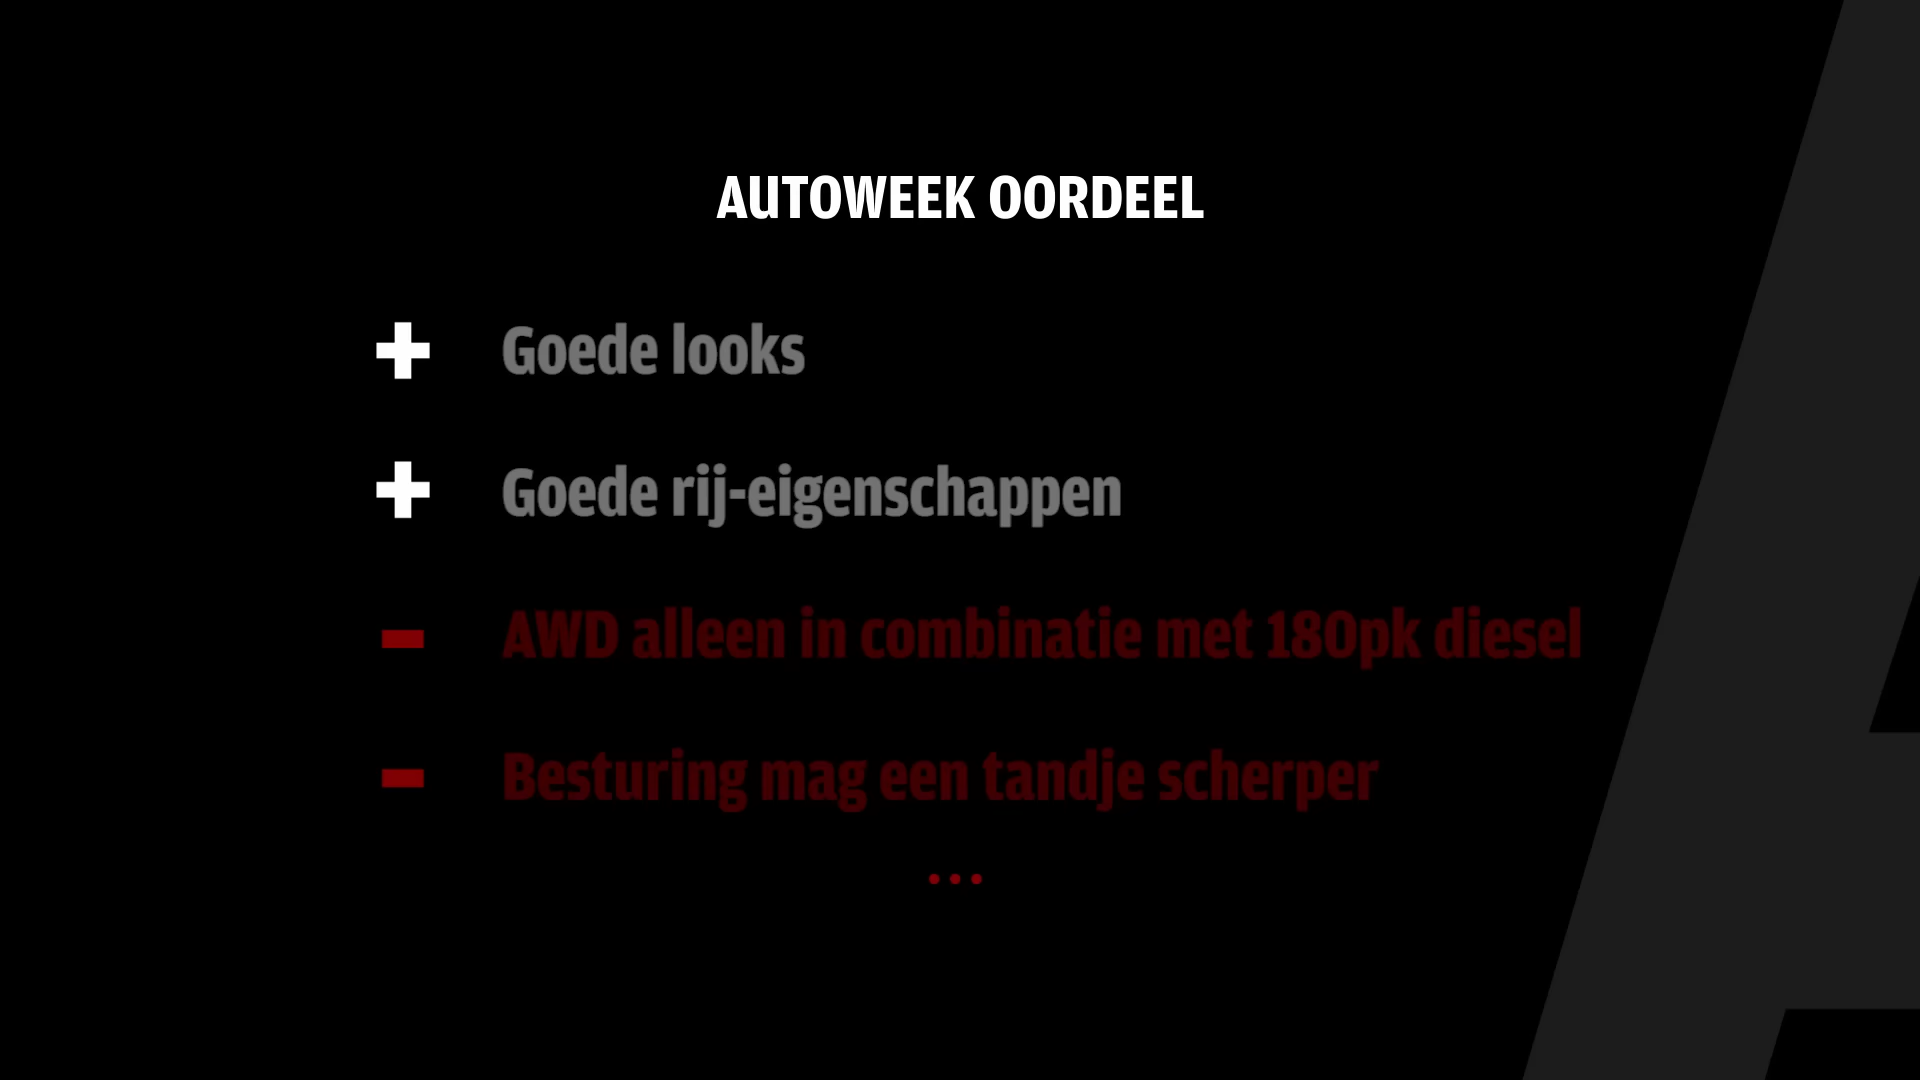 AUTOWEEK OORDEEL
+ Goede looks
+ Goede rij-eigenschappen
- AWD alleen in combinatie met 180pk diesel
- Besturing mag een tandje scherper
...